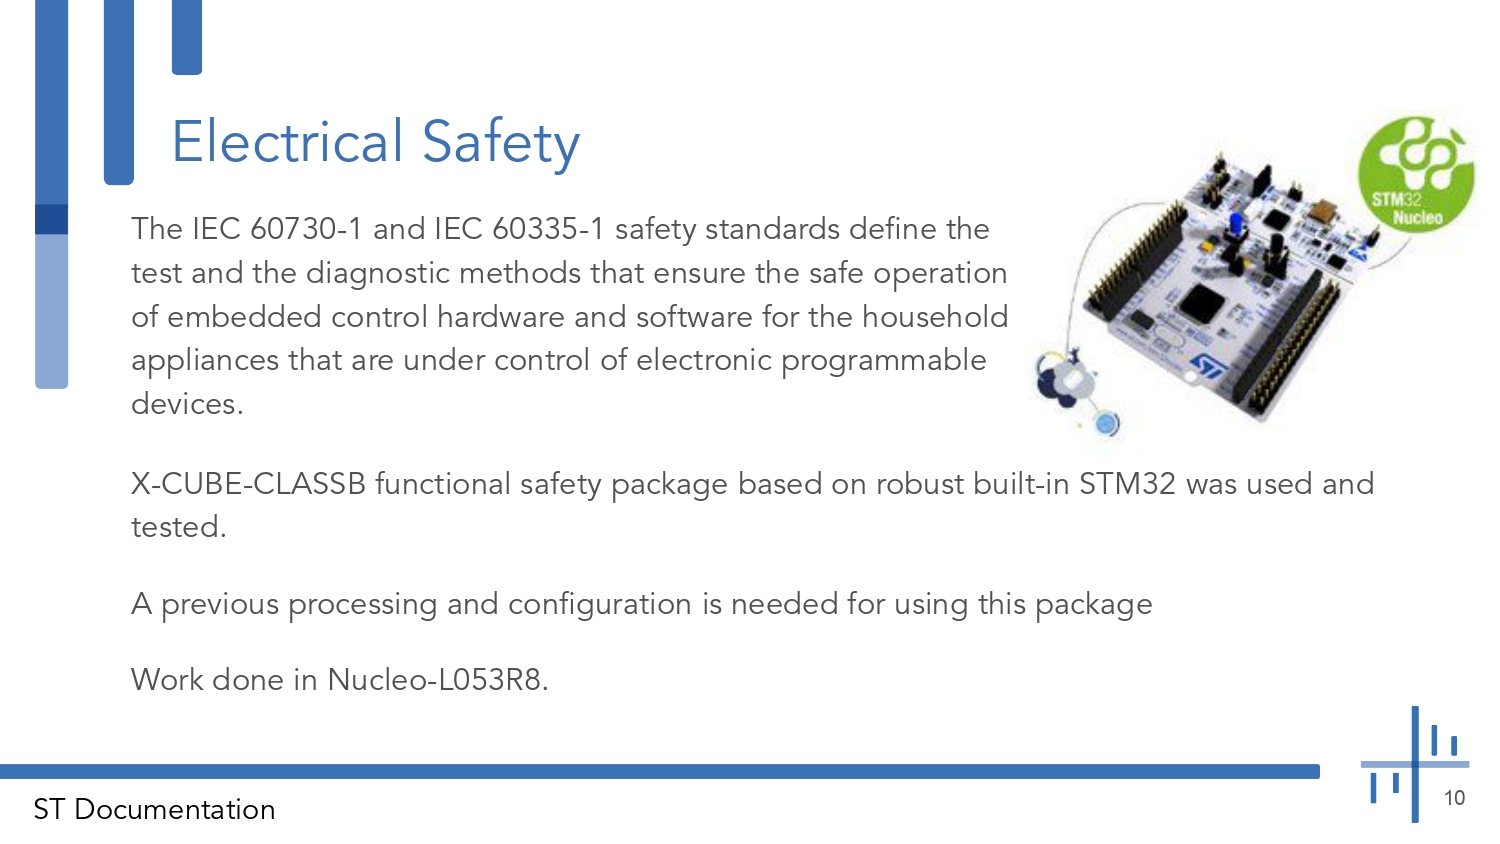 Electrical Safety
The IEC 60730-1 and IEC 60335-1 safety standards define the
test and the diagnostic methods that ensure the safe operation
of embedded control hardware and software for the household
appliances that are under control of electronic programmable
devices.
STM32
Nucleo
ST
X-CUBE-CLASSB functional safety package based on robust built-in STM32 was used and
tested.
A previous processing and configuration is needed for using this package
Work done in Nucleo-L053R8.
ST Documentation
10